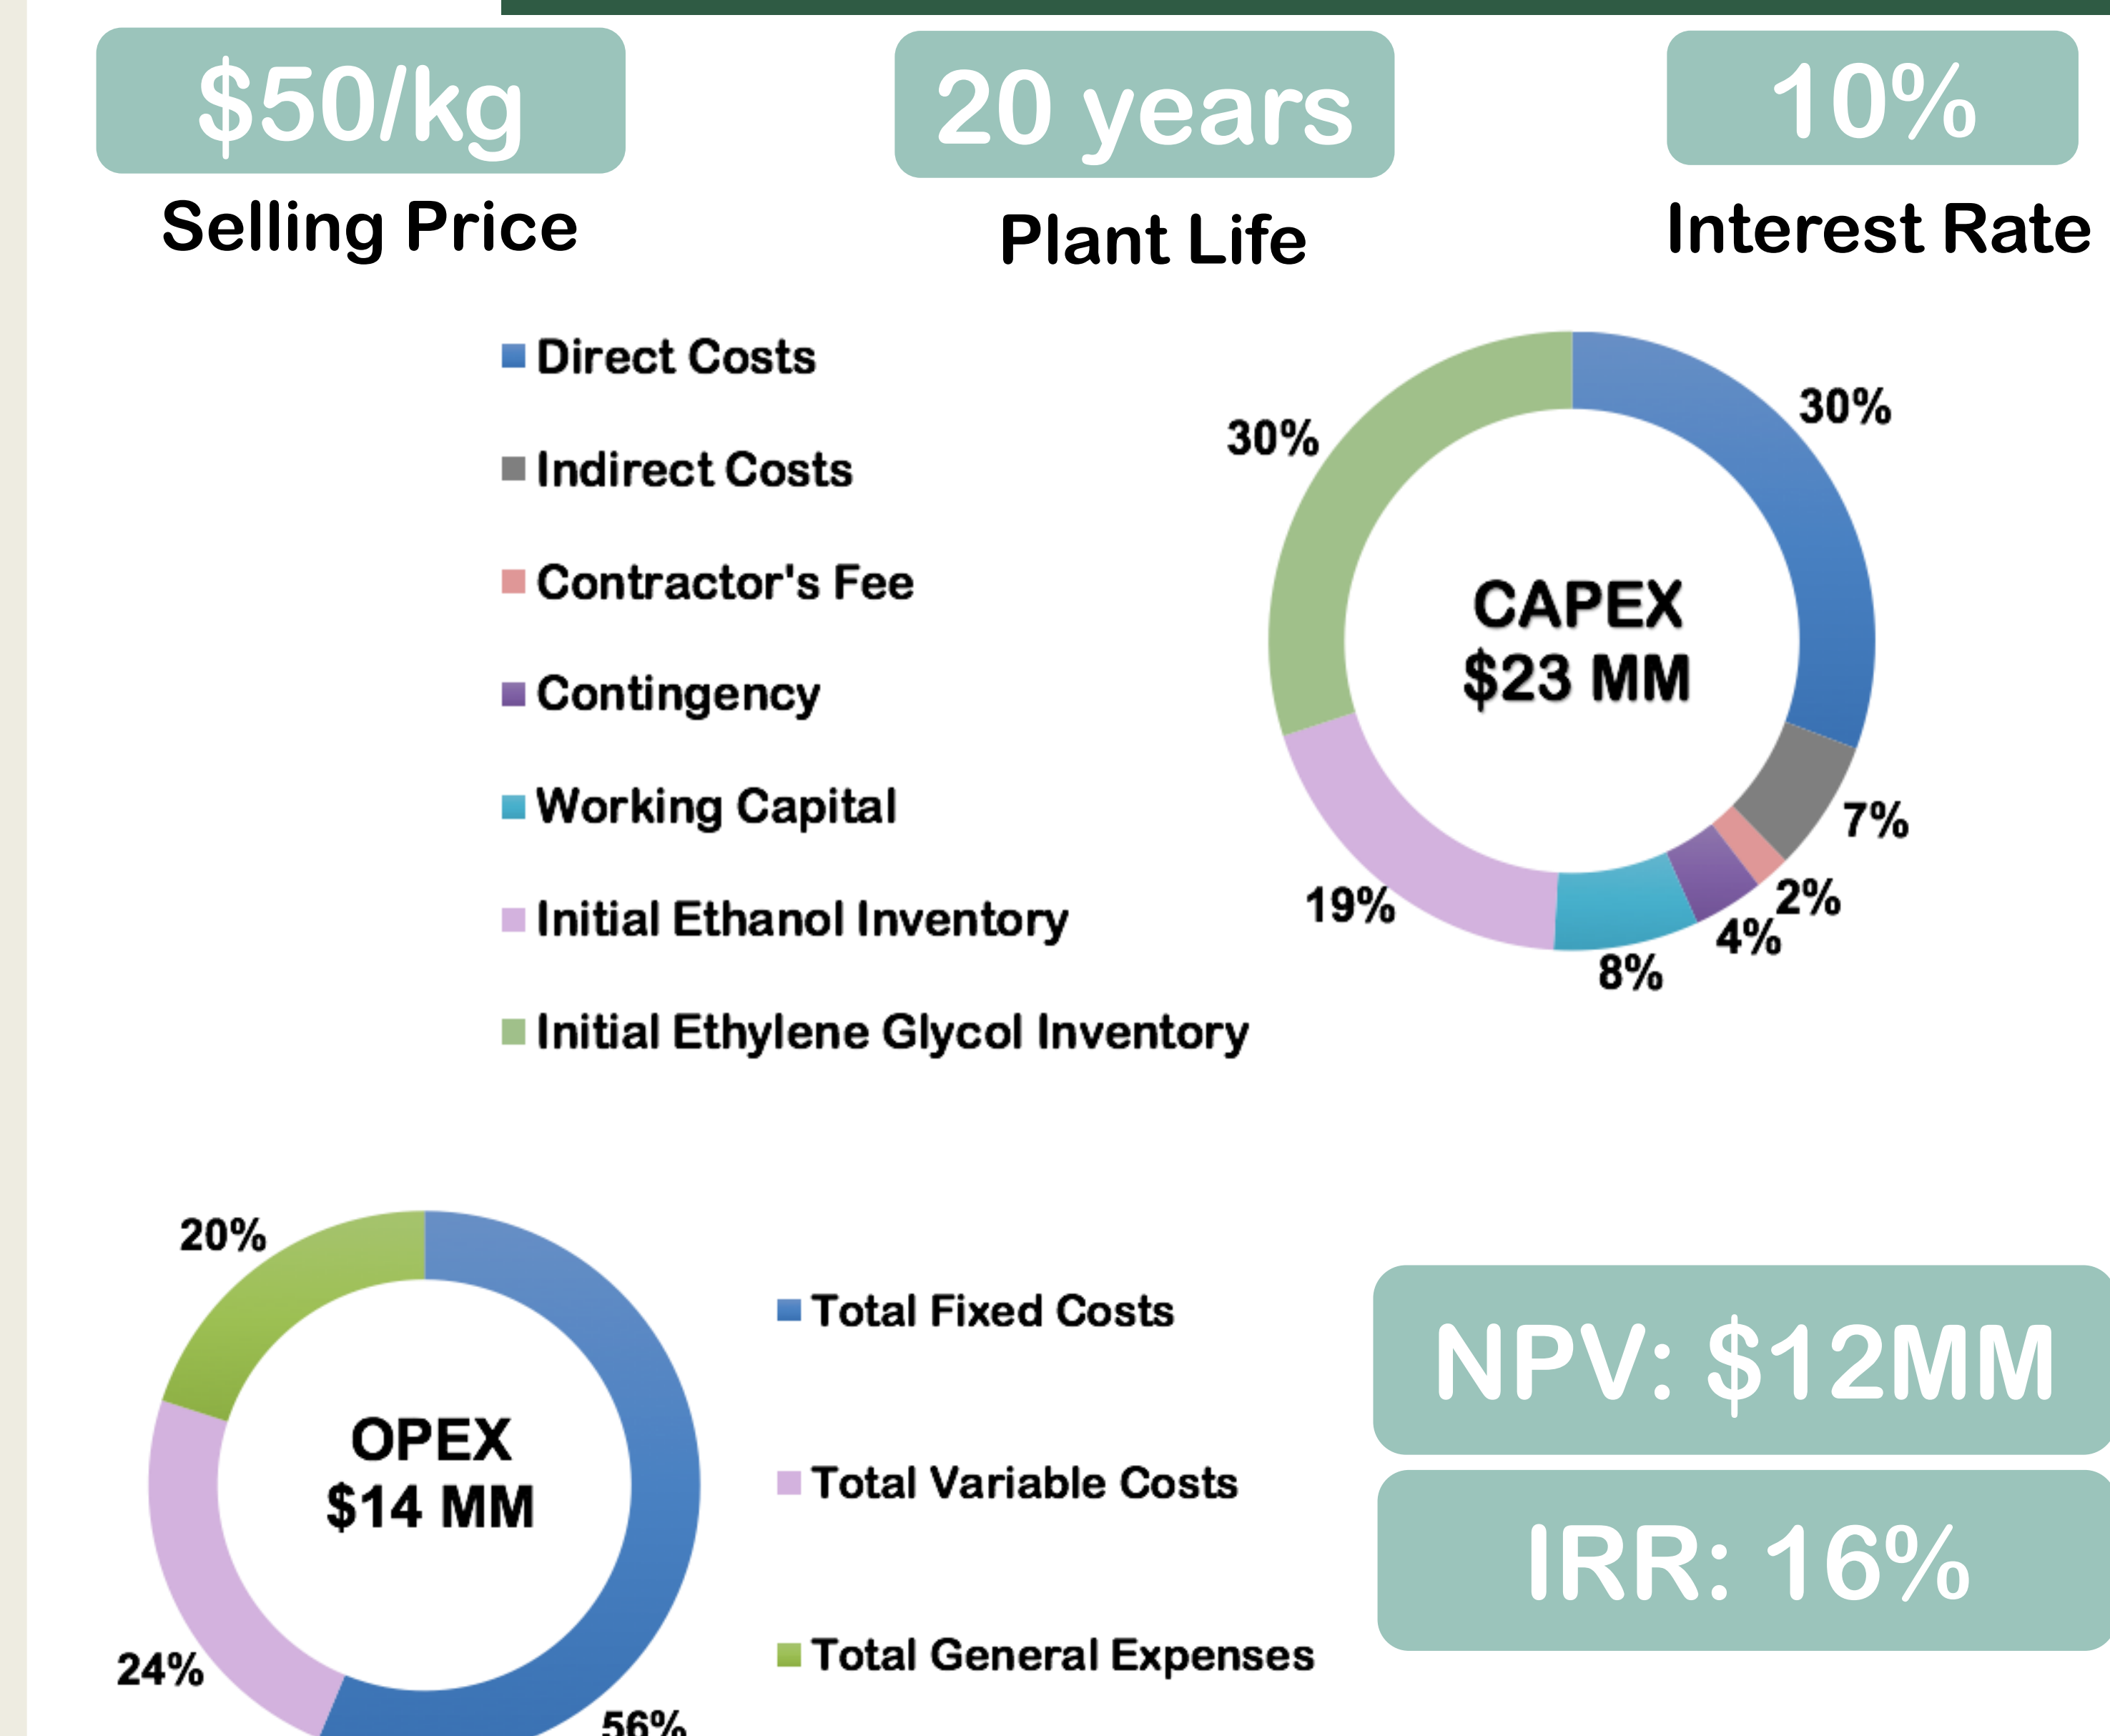 $50/kg
20 years
10%
Selling Price
Plant Life
Interest Rate
Direct Costs
Indirect Costs
Contractor's Fee
Contingency
Working Capital
Initial Ethanol Inventory
Initial Ethylene Glycol Inventory
30%
30%
CAPEX
$23 MM
7%
2%
4%
8%
19%
20%
OPEX
$14 MM
24%
56%
Total Fixed Costs
Total Variable Costs
Total General Expenses
NPV: $12MM
IRR: 16%